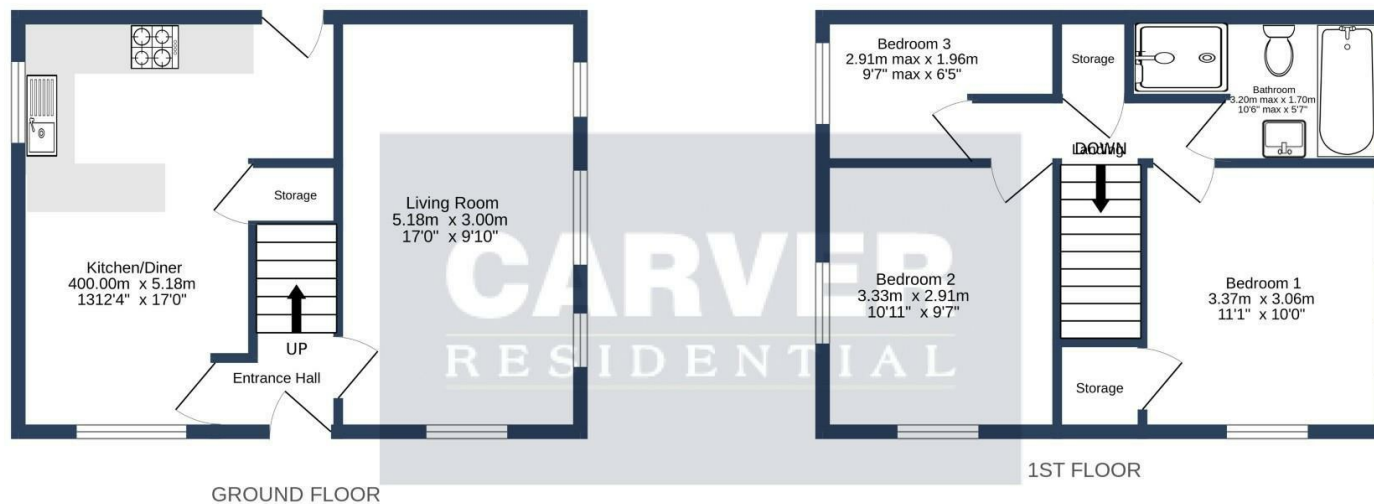 Kitchen/Diner
400.00m x 5.18m
1312'4" x 17'0"
Storage
UP
Entrance Hall
Living Room
5.18m x 3.00m
17'0" x 9'10"
GROUND FLOOR
CARVER
RESIDENTIAL
Bedroom 3
2.91m max x 1.96m
9'7" max x 6'5"
Storage
Bathroom
3.20m max x 1.70m
10'6" max x 5'7"
Landing
DOWN
Bedroom 2
3.33m x 2.91m
10'11" x 9'7"
Bedroom 1
3.37m x 3.06m
11'1" x 10'0"
Storage
1ST FLOOR